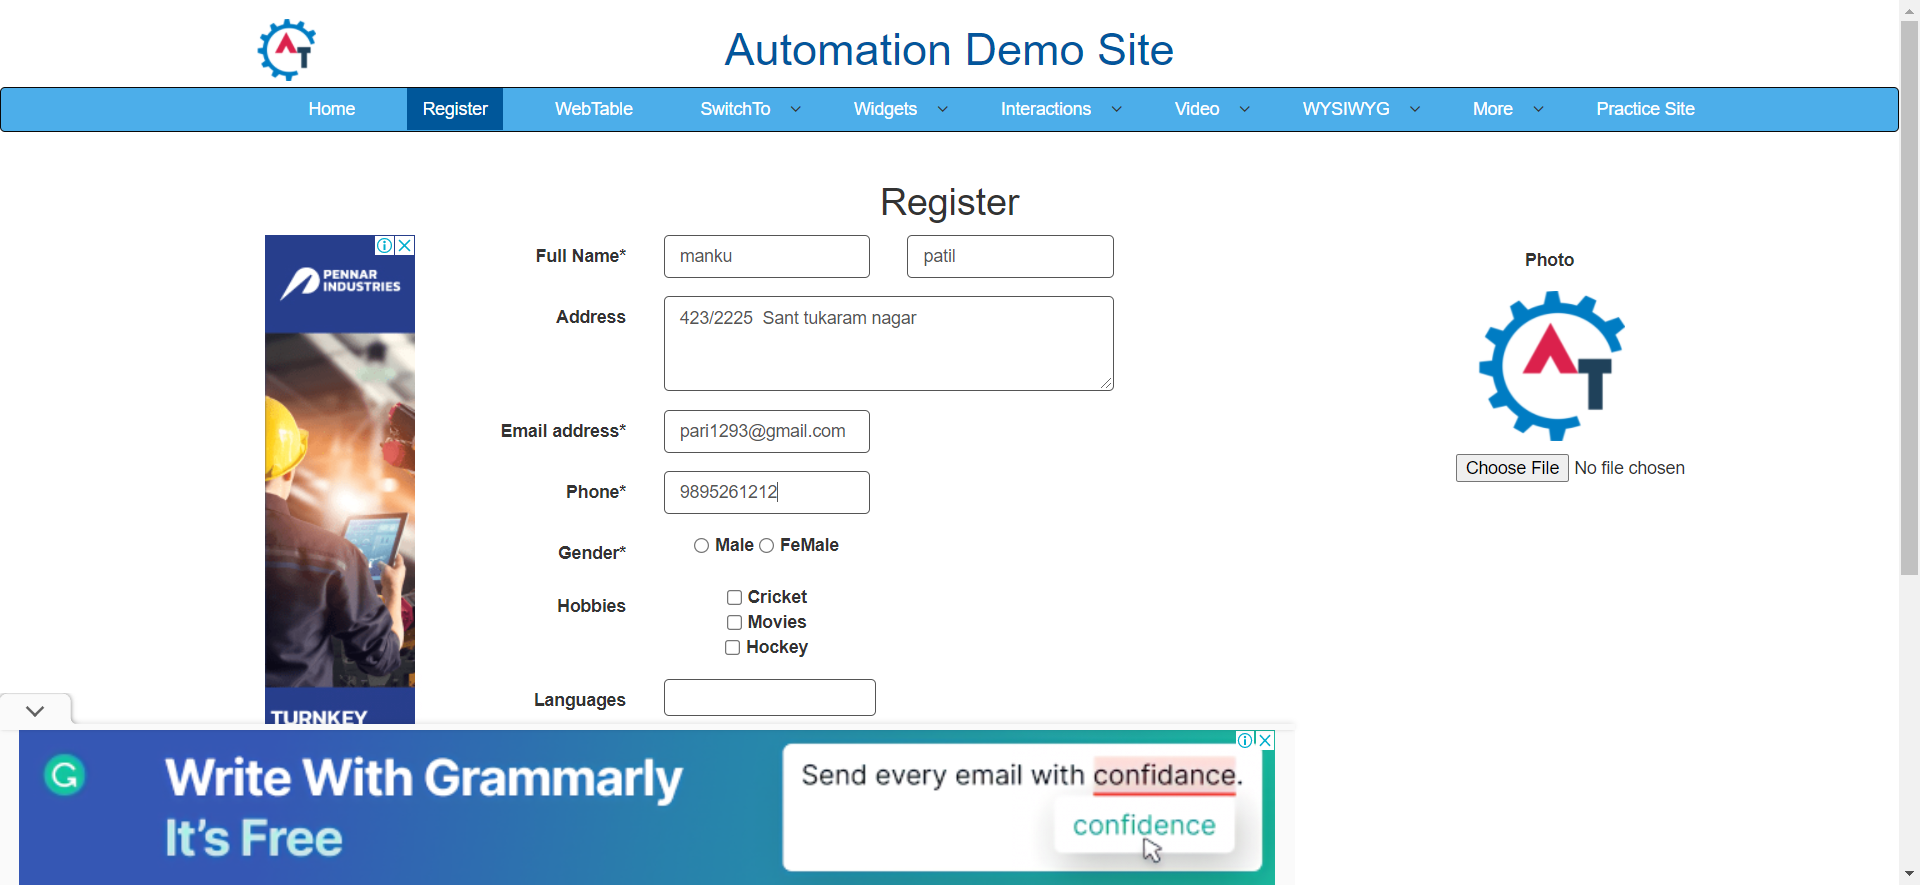 AT
Automation Demo Site
Home Register WebTable SwitchTo Widgets Interactions Video WYSIWYG More Practice Site
Register
PENNAR
INDUSTRIES
TURNKEY
Full Name* manku patil
Address 423/2225  Sant tukaram nagar
Email address* pari1293@gmail.com
Phone* 9895261212
Gender* Male FeMale
Hobbies Cricket
Movies
Hockey
Languages
Photo
AT
Choose File No file chosen
G
Write With Grammarly
It's Free
Send every email with confidance.
confidence